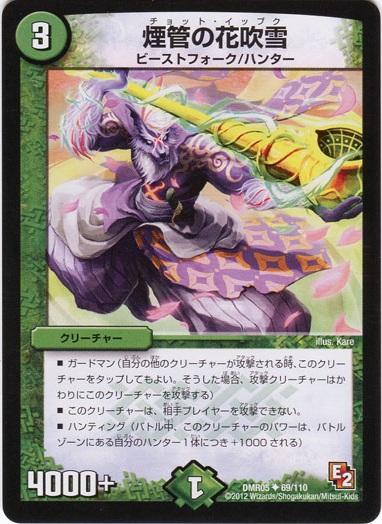 3
チョット・イップク
煙管の花吹雪
ビーストフォーク/ハンター
クリーチャー
illus. Kare
■ ガードマン(自分の他のクリーチャーが攻撃される時、このクリ
ーチャーをタップしてもよい。そうした場合、攻撃クリーチャーはか
わりにこのクリーチャーを攻撃する)
■ このクリーチャーは、相手プレイヤーを攻撃できない。
■ ハンティング(バトル中、このクリーチャーのパワーは、バトル
ゾーンにある自分のハンター1体につき+1000される)
4000+
1
DMR05 ◆ 69/110
©2012 Wizards/Shogakukan/Mitsui-Kids
E2